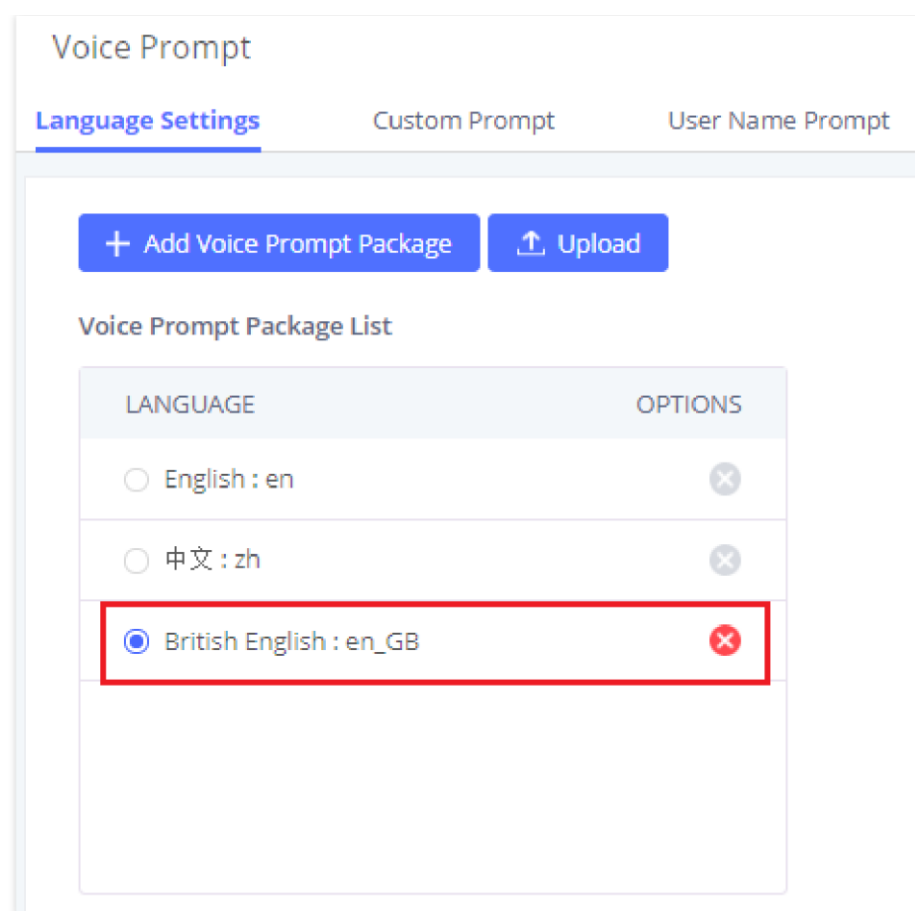 Voice Prompt
Language Settings Custom Prompt User Name Prompt
+ Add Voice Prompt Package Upload
Voice Prompt Package List
LANGUAGE OPTIONS
English : en
中文 : zh
British English : en_GB